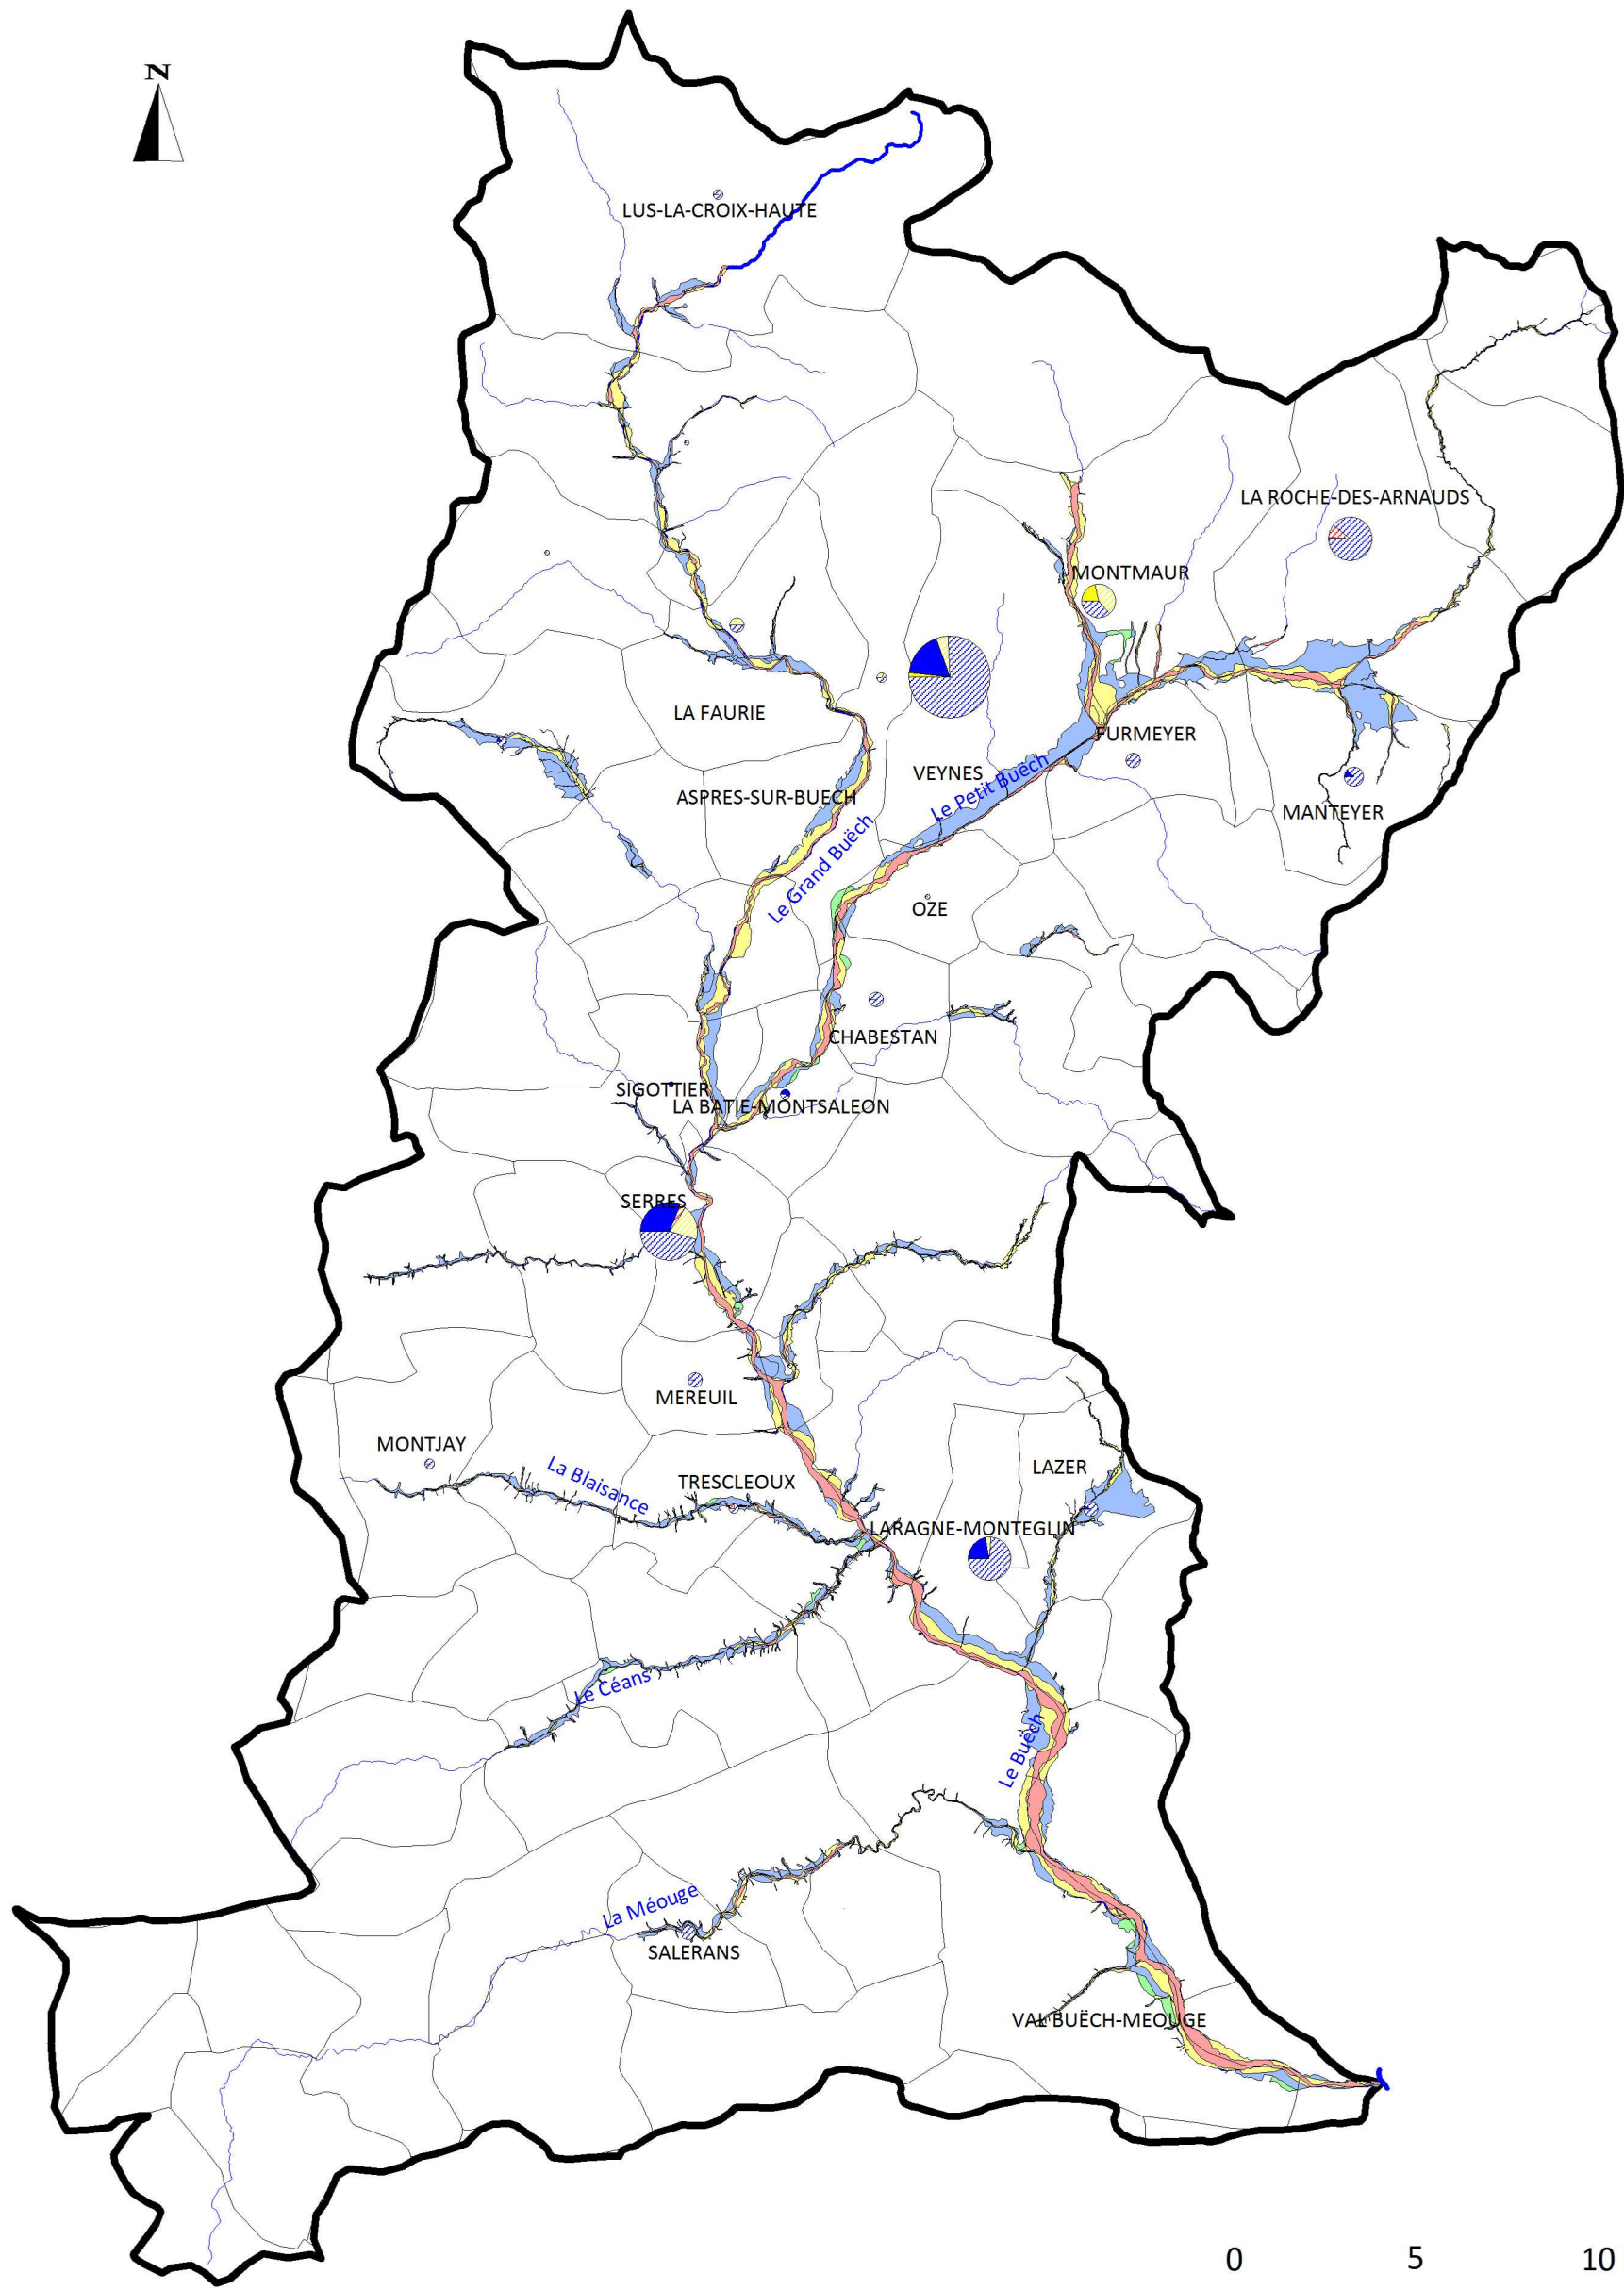 N
LUS-LA-CROIX-HAUTE
LA ROCHE-DES-ARNAUDS
MONTMAUR
LA FAURIE
FURMEYER
VEYNES
Le Petit Buëch
ASPRES-SUR-BUECH
MANTEYER
Le Grand Buëch
OZE
CHABESTAN
SIGOTTIER
LA BATIE-MONTSALEON
SERRES
MEREUIL
MONTJAY
La Blaisance
TRESCLEOUX
LAZER
LARAGNE-MONTEGLIN
Le Céans
Le Buëch
La Méouge
SALERANS
VAL BUËCH-MEOUGE
0 5 10